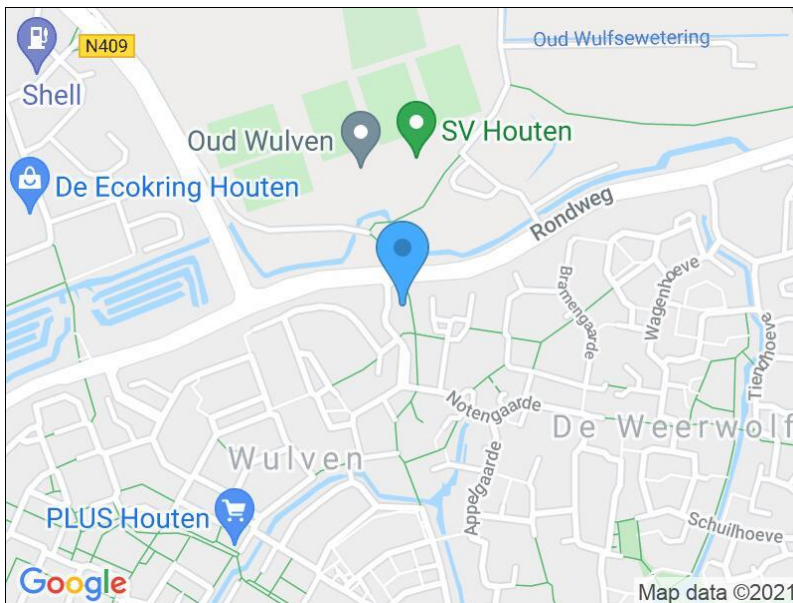 N409
Shell
Oud Wulfsewetering
Oud Wulven
SV Houten
De Ecokring Houten
Rondweg
Bramengaarde
Wagenhoeve
Tiendhoeve
Notengaarde
De Weerwolf
Wulven
Appelgaarde
PLUS Houten
Schuilhoeve
Google
Map data ©2021